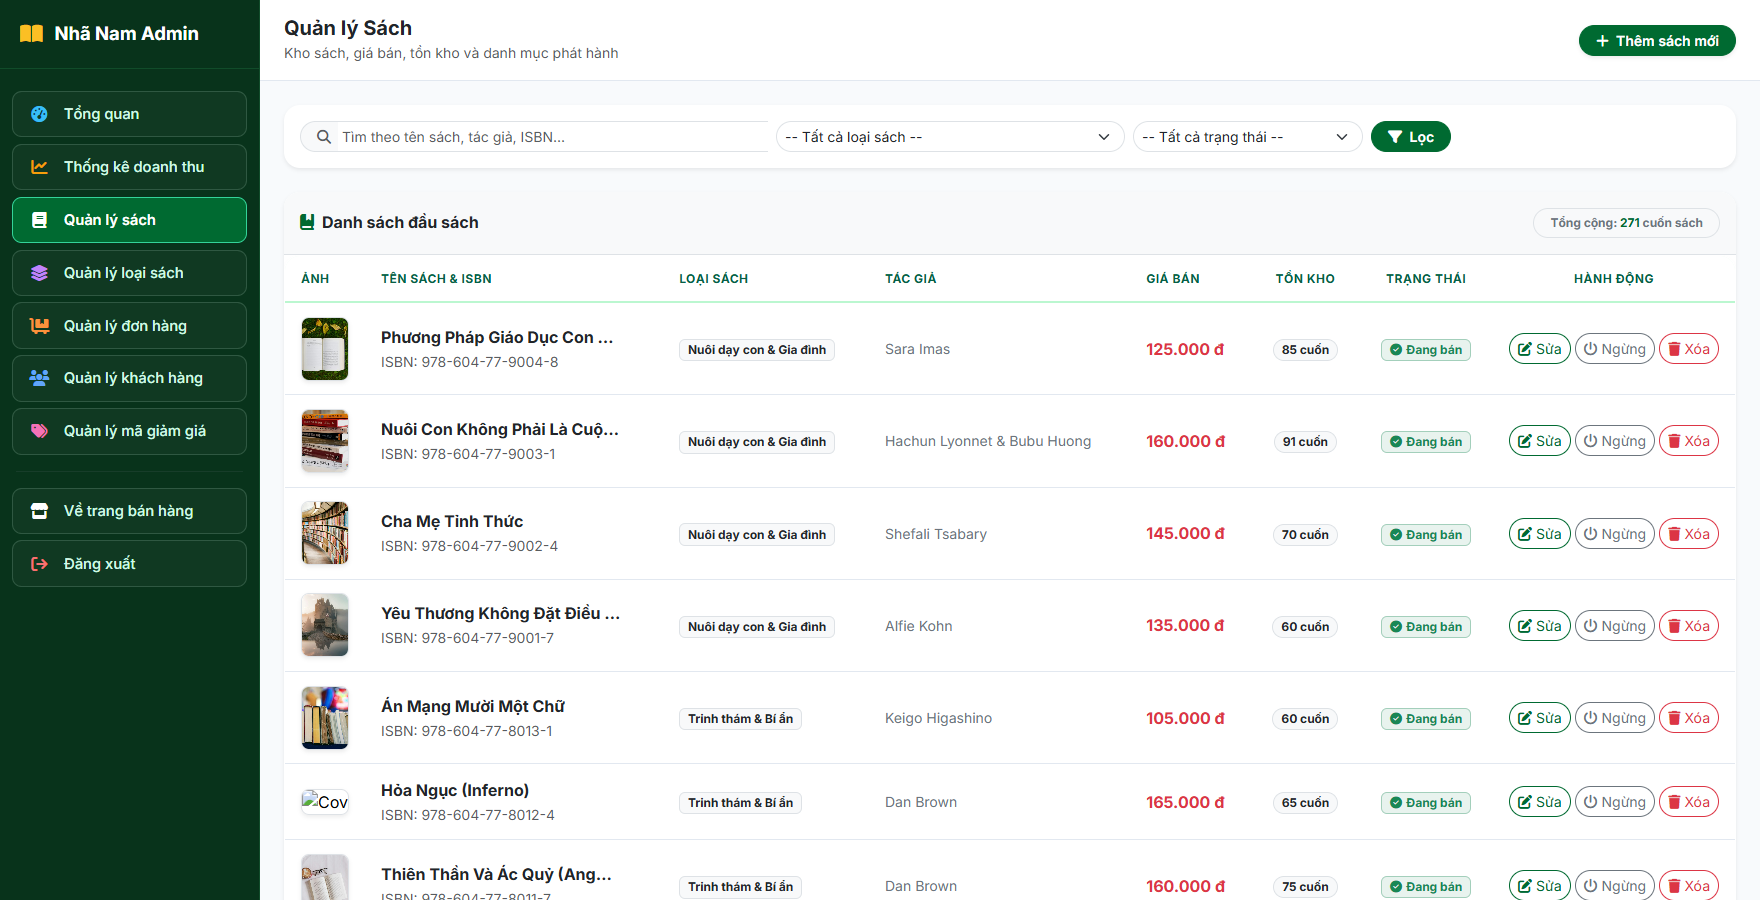 Nhã Nam Admin
Tổng quan
Thống kê doanh thu
Quản lý sách
Quản lý loại sách
Quản lý đơn hàng
Quản lý khách hàng
Quản lý mã giảm giá
Về trang bán hàng
Đăng xuất
Quản lý Sách
Kho sách, giá bán, tồn kho và danh mục phát hành
Thêm sách mới
Tìm theo tên sách, tác giả, ISBN...
-- Tất cả loại sách --
-- Tất cả trạng thái --
Lọc
Danh sách đầu sách
Tổng cộng: 271 cuốn sách
ẢNH TÊN SÁCH & ISBN LOẠI SÁCH TÁC GIẢ GIÁ BÁN TỒN KHO TRẠNG THÁI HÀNH ĐỘNG
Phương Pháp Giáo Dục Con ...
ISBN: 978-604-77-9004-8
Nuôi dạy con & Gia đình Sara Imas 125.000 đ 85 cuốn Đang bán Sửa Ngừng Xóa
Nuôi Con Không Phải Là Cuộ...
ISBN: 978-604-77-9003-1
Nuôi dạy con & Gia đình Hachun Lyonnet & Bubu Huong 160.000 đ 91 cuốn Đang bán Sửa Ngừng Xóa
Cha Mẹ Tỉnh Thức
ISBN: 978-604-77-9002-4
Nuôi dạy con & Gia đình Shefali Tsabary 145.000 đ 70 cuốn Đang bán Sửa Ngừng Xóa
Yêu Thương Không Đặt Điều ...
ISBN: 978-604-77-9001-7
Nuôi dạy con & Gia đình Alfie Kohn 135.000 đ 60 cuốn Đang bán Sửa Ngừng Xóa
Án Mạng Mười Một Chữ
ISBN: 978-604-77-8013-1
Trinh thám & Bí ẩn Keigo Higashino 105.000 đ 60 cuốn Đang bán Sửa Ngừng Xóa
Cov
Hỏa Ngục (Inferno)
ISBN: 978-604-77-8012-4
Trinh thám & Bí ẩn Dan Brown 165.000 đ 65 cuốn Đang bán Sửa Ngừng Xóa
Thiên Thần Và Ác Quỷ (Ang...
ISBN: 978-604-77-8011-7
Trinh thám & Bí ẩn Dan Brown 160.000 đ 75 cuốn Đang bán Sửa Ngừng Xóa